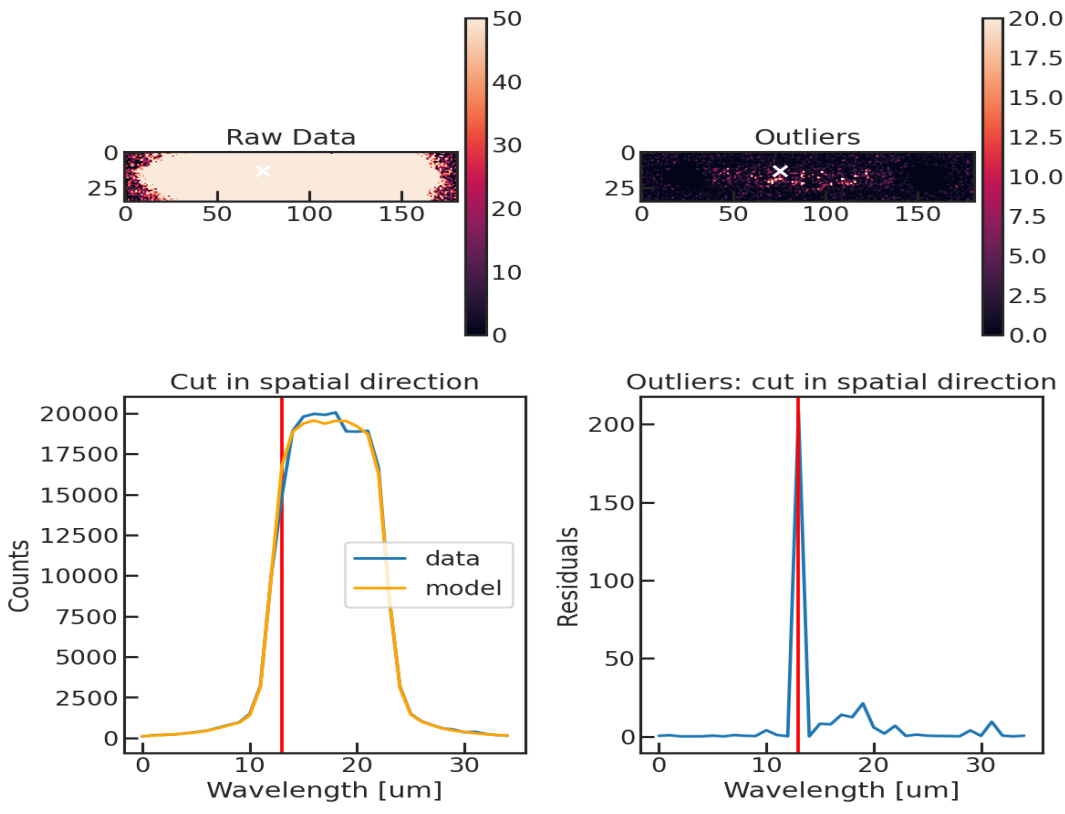 Raw Data
0
25
0 50 100 150
50
40
30
20
10
0
Outliers
0
25
0 50 100 150
20.0
17.5
15.0
12.5
10.0
7.5
5.0
2.5
0.0
Cut in spatial direction
Counts
20000
17500
15000
12500
10000
7500
5000
2500
0
data
model
0 10 20 30
Wavelength [um]
Outliers: cut in spatial direction
Residuals
200
150
100
50
0
0 10 20 30
Wavelength [um]